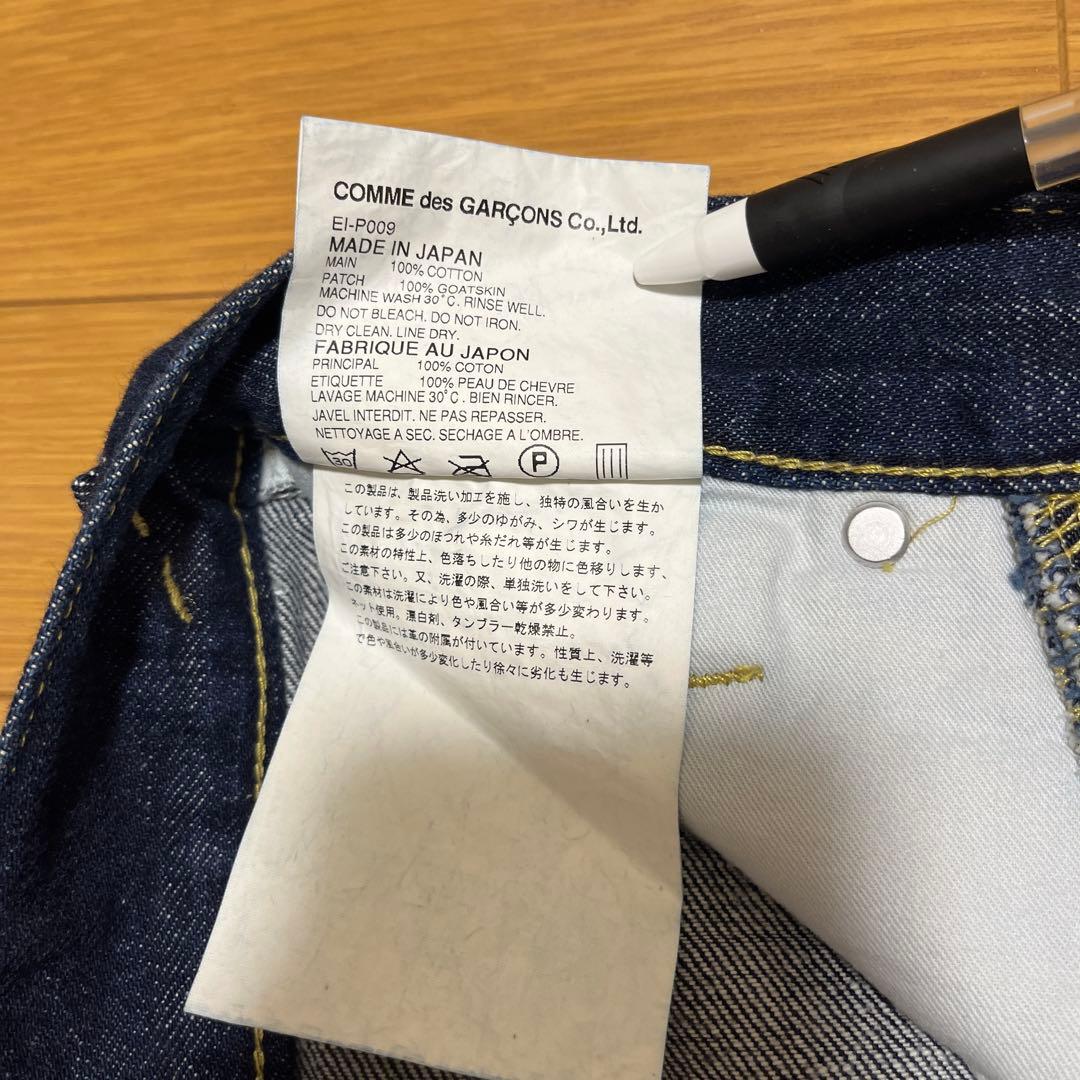 COMME des GARÇONS Co.,Ltd.
EI-P009
MADE IN JAPAN
MAIN 100% COTTON
PATCH 100% GOATSKIN
MACHINE WASH 30°C. RINSE WELL.
DO NOT BLEACH. DO NOT IRON.
DRY CLEAN. LINE DRY.
FABRIQUE AU JAPON
PRINCIPAL 100% COTON
ETIQUETTE 100% PEAU DE CHEVRE
LAVAGE MACHINE 30°C. BIEN RINCER.
JAVEL INTERDIT. NE PAS REPASSER.
NETTOYAGE A SEC. SECHAGE A L'OMBRE.
30 P
この製品は、製品洗い加工を施し、独特の風合いを生か
しています。その為、多少のゆがみ、シワが生じます。
この製品は多少のほつれや糸だれ等が生じます。
この素材の特性上、色落ちしたり他の物に色移りします、
ご注意下さい。又、洗濯の際、単独洗いをして下さい。
この素材は洗濯により色や風合い等が多少変わります。
ネット使用。漂白剤、タンブラー乾燥禁止。
この製品には革の附属が付いています。性質上、洗濯等
で色や風合いが多少変化したり徐々に劣化も生じます。